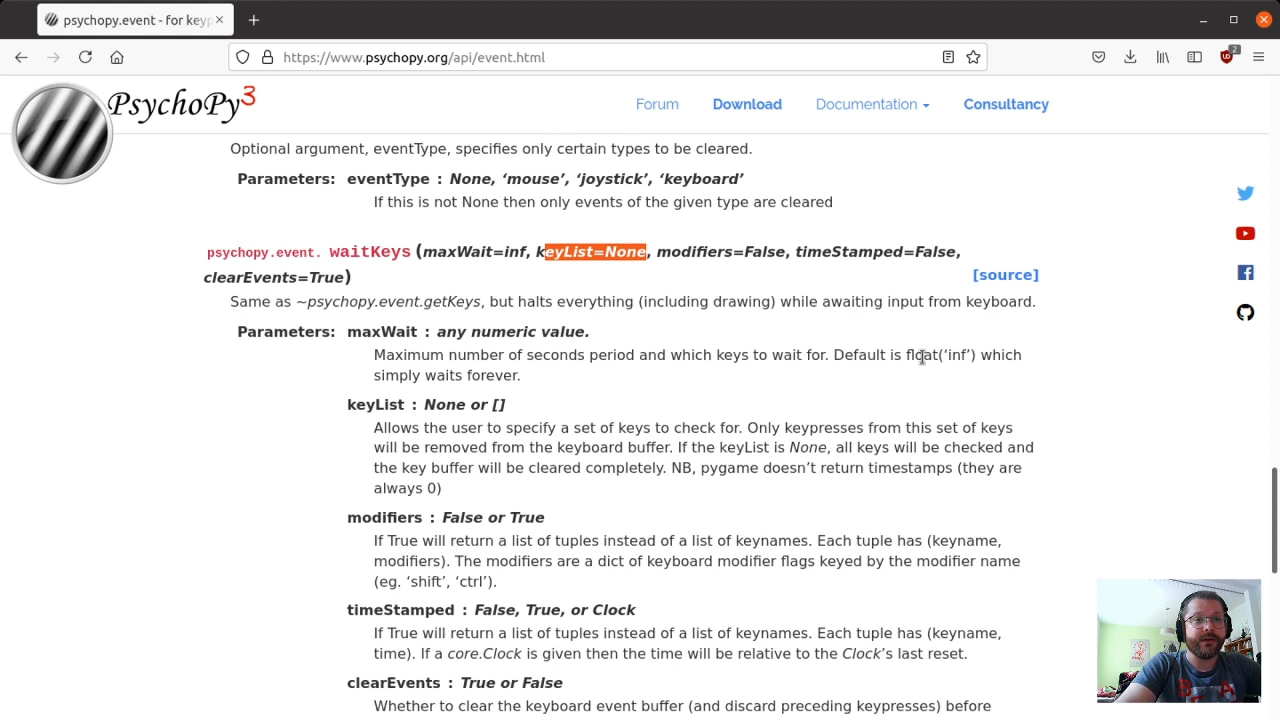 psychopy.event - for keyp
https://www.psychopy.org/api/event.html
2
PsychoPy3
Forum
Download
Documentation
Consultancy
Optional argument, eventType, specifies only certain types to be cleared.
Parameters: eventType : None, ‘mouse’, ‘joystick’, ‘keyboard’
If this is not None then only events of the given type are cleared
psychopy.event. waitKeys (maxWait=inf, keyList=None, modifiers=False, timeStamped=False,
clearEvents=True) [source]
Same as ~psychopy.event.getKeys, but halts everything (including drawing) while awaiting input from keyboard.
Parameters: maxWait : any numeric value.
Maximum number of seconds period and which keys to wait for. Default is float(‘inf’) which
simply waits forever.
keyList : None or []
Allows the user to specify a set of keys to check for. Only keypresses from this set of keys
will be removed from the keyboard buffer. If the keyList is None, all keys will be checked and
the key buffer will be cleared completely. NB, pygame doesn’t return timestamps (they are
always 0)
modifiers : False or True
If True will return a list of tuples instead of a list of keynames. Each tuple has (keyname,
modifiers). The modifiers are a dict of keyboard modifier flags keyed by the modifier name
(eg. ‘shift’, ‘ctrl’).
timeStamped : False, True, or Clock
If True will return a list of tuples instead of a list of keynames. Each tuple has (keyname,
time). If a core.Clock is given then the time will be relative to the Clock’s last reset.
clearEvents : True or False
Whether to clear the keyboard event buffer (and discard preceding keypresses) before